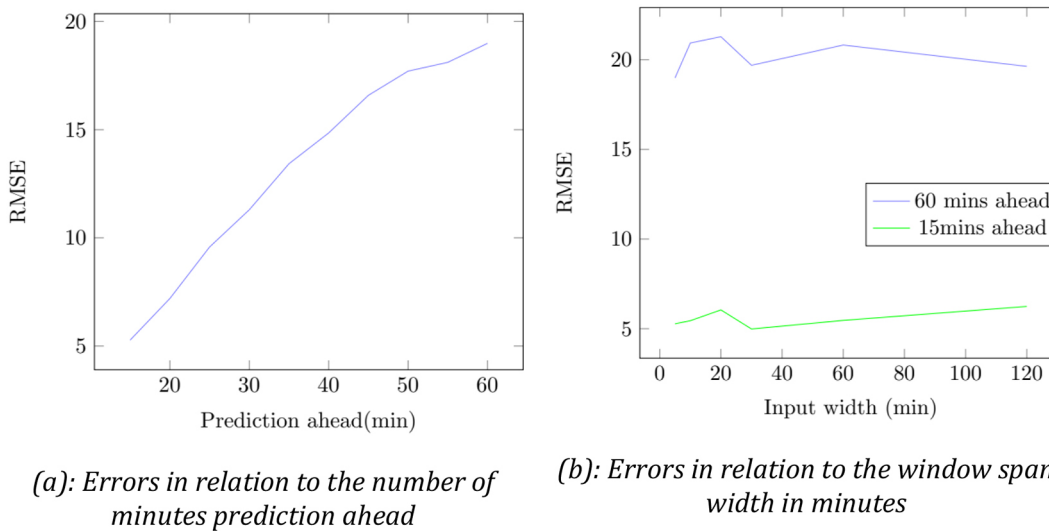 20
15
10
5
RMSE
20 30 40 50 60
Prediction ahead(min)
(a): Errors in relation to the number of
minutes prediction ahead
20
15
10
5
RMSE
60 mins ahead
15mins ahead
0 20 40 60 80 100 120
Input width (min)
(b): Errors in relation to the window span
width in minutes